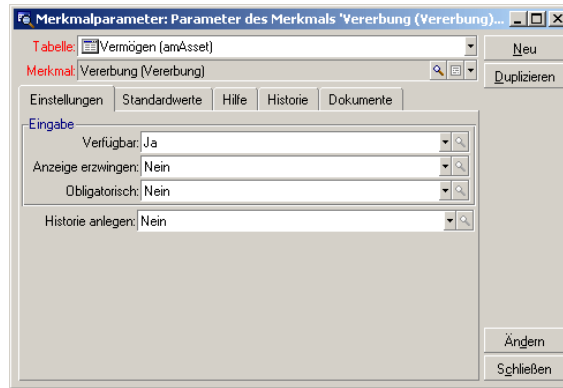 Merkmalparameter: Parameter des Merkmals 'Vererbung (Vererbung)...
Tabelle: Vermögen (amAsset)
Neu
Merkmal: Vererbung (Vererbung)
Duplizieren
Einstellungen Standardwerte Hilfe Historie Dokumente
Eingabe
Verfügbar: Ja
Anzeige erzwingen: Nein
Obligatorisch: Nein
Historie anlegen: Nein
Ändern
Schließen